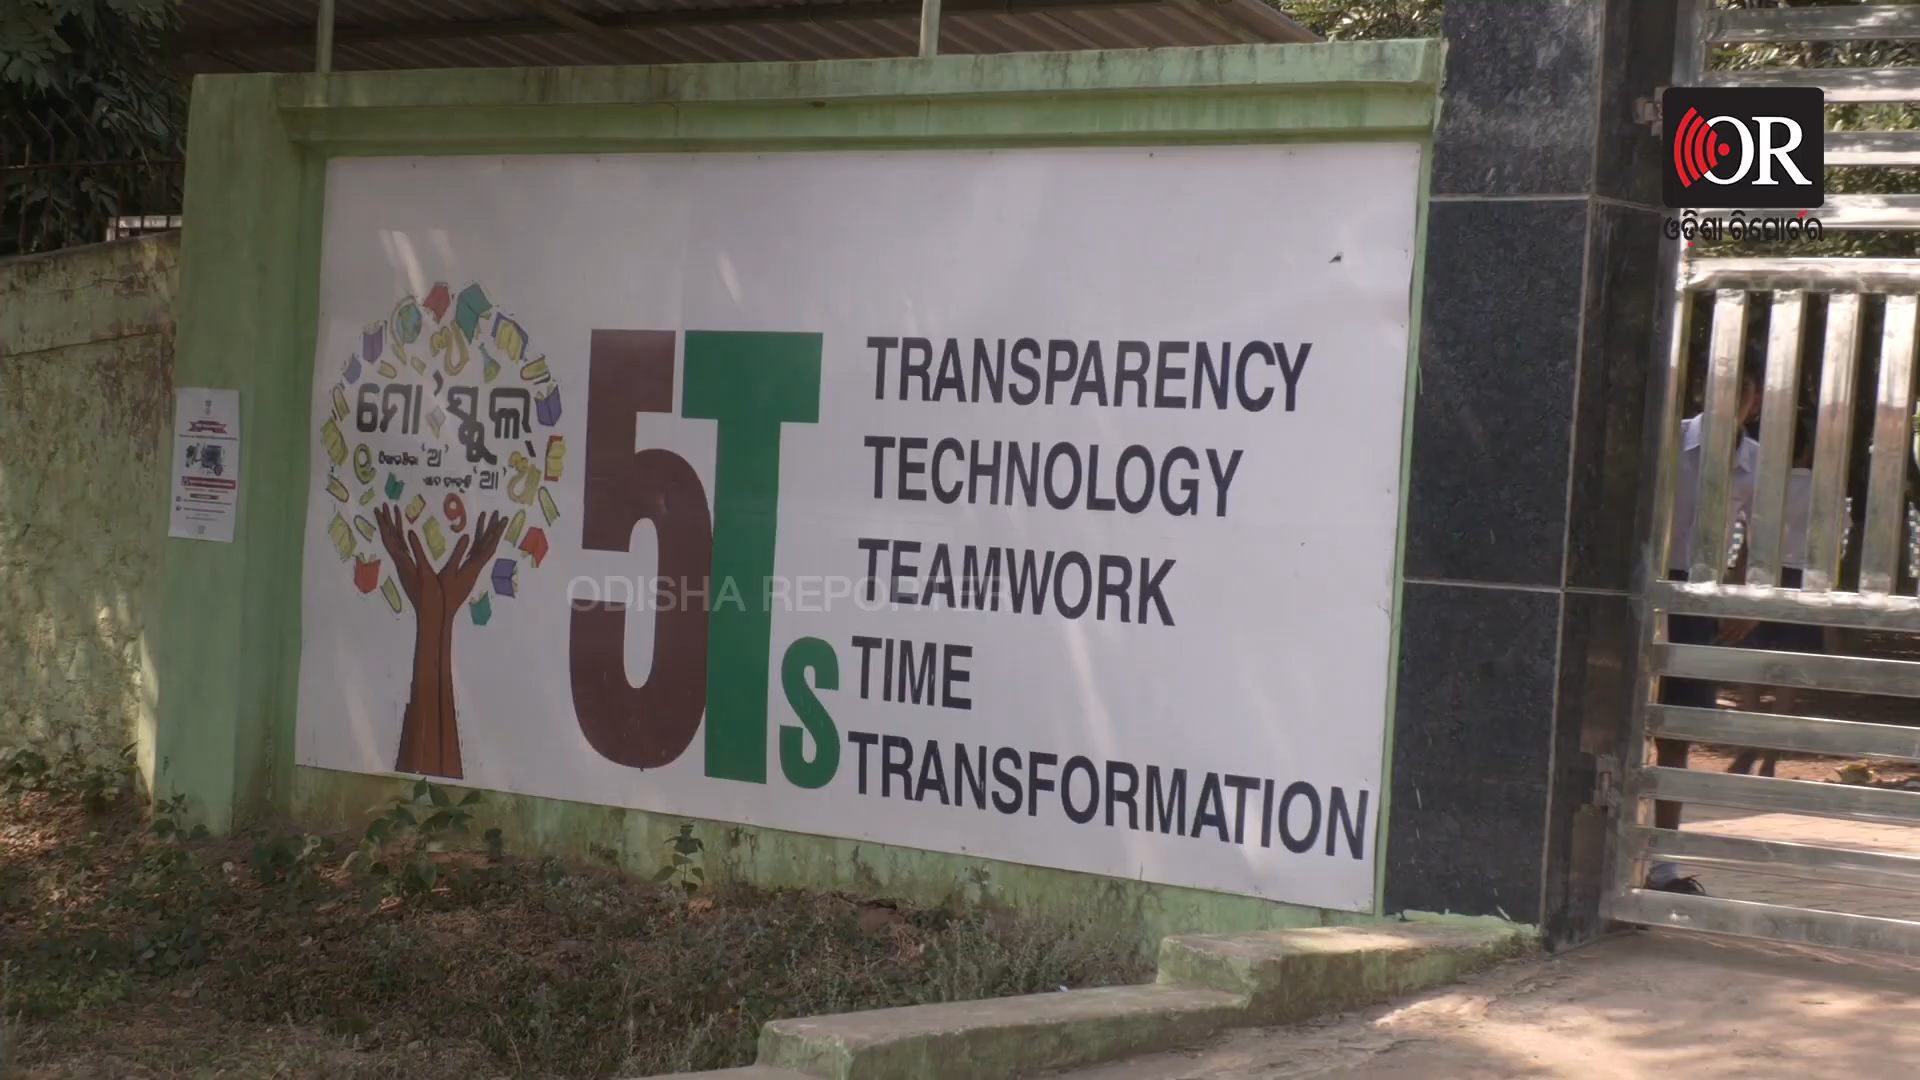 OR
ଓଡ଼ିଶା ରିପୋର୍ଟର
ମୋ 'ସ୍କୁଲ୍
'ଅ'
'ଆ'
5Ts
TRANSPARENCY
TECHNOLOGY
TEAMWORK
TIME
TRANSFORMATION
ODISHA REPORTER